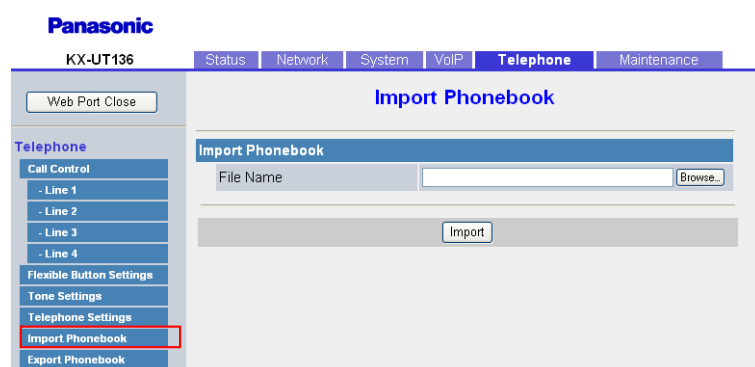 Panasonic
KX-UT136
Status Network System VoIP Telephone Maintenance
Web Port Close
Telephone
Call Control
- Line 1
- Line 2
- Line 3
- Line 4
Flexible Button Settings
Tone Settings
Telephone Settings
Import Phonebook
Export Phonebook
Import Phonebook
Import Phonebook
File Name
Browse...
Import